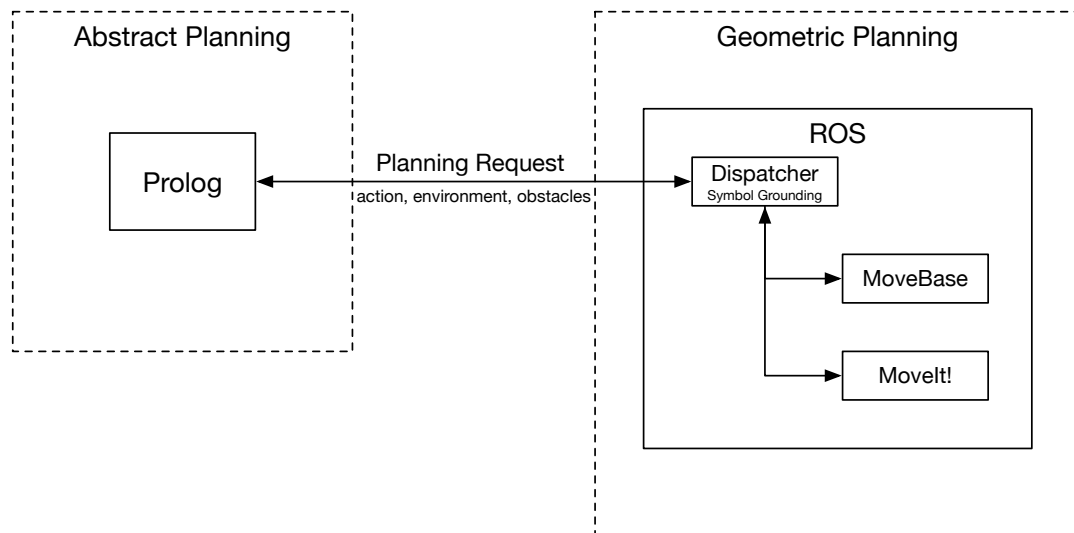 Abstract Planning
Geometric Planning
ROS
Prolog
Planning Request
action, environment, obstacles
Dispatcher
Symbol Grounding
MoveBase
MoveIt!